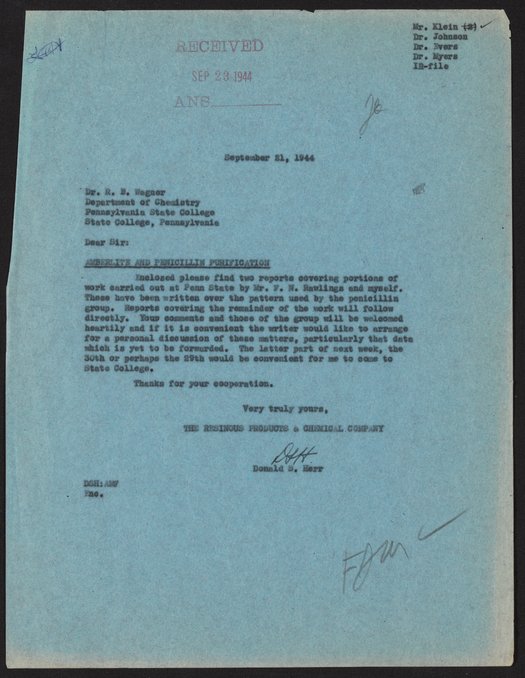 Mr. Klein (2) ✓
Dr. Johnson
Dr. Evers
Dr. Myers
IR-file
RECEIVED
SEP 23 1944
ANS.
September 21, 1944
Dr. R. B. Wagner
Department of Chemistry
Pennsylvania State College
State College, Pennsylvania
Dear Sir:
AMBERLITE AND PENICILLIN PURIFICATION
Enclosed please find two reports covering portions of
work carried out at Penn State by Mr. F. N. Rawlings and myself.
These have been written over the pattern used by the penicillin
group. Reports covering the remainder of the work will follow
directly. Your comments and those of the group will be welcomed
heartily and if it is convenient the writer would like to arrange
for a personal discussion of these matters, particularly that data
which is yet to be forwarded. The latter part of next week, the
30th or perhaps the 29th would be convenient for me to come to
State College.
Thanks for your cooperation.
Very truly yours,
THE RESINOUS PRODUCTS & CHEMICAL COMPANY
DSH
Donald S. Herr
DSH:AMF
Enc.